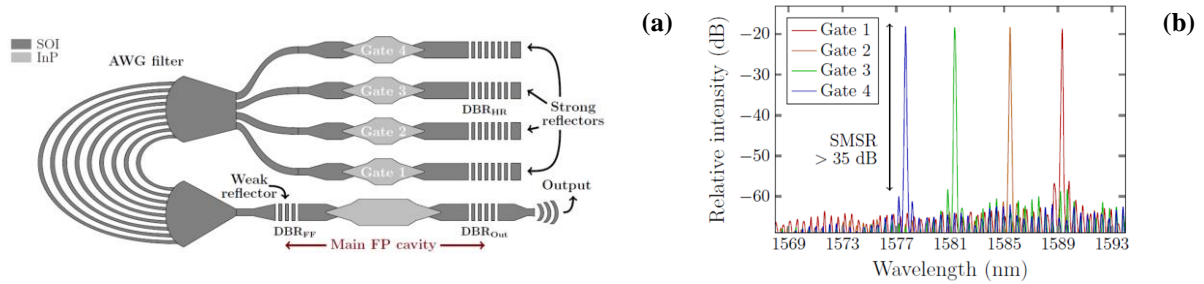 SOI
InP
AWG filter
Gate 4
Gate 3
DBR_HR
Gate 2
Gate 1
Strong
reflectors
Weak
reflector
Output
DBR_FF
DBR_Out
Main FP cavity
(a)
Relative intensity (dB)
−20
−30
−40
−50
−60
Gate 1
Gate 2
Gate 3
Gate 4
SMSR
> 35 dB
1569 1573 1577 1581 1585 1589 1593
Wavelength (nm)
(b)